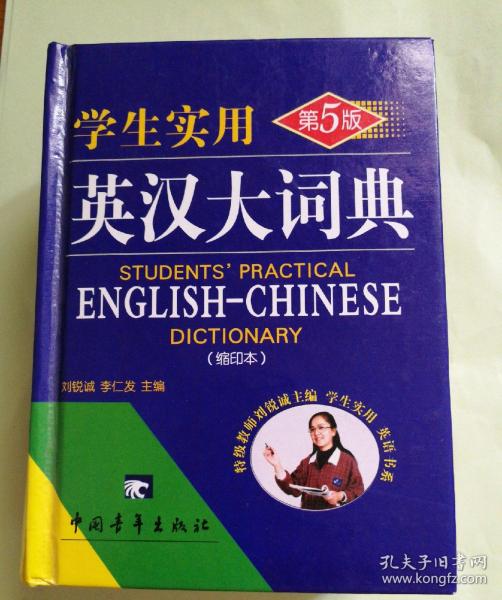 学生实用
第5版
英汉大词典
STUDENTS' PRACTICAL
ENGLISH-CHINESE
DICTIONARY
(缩印本)
刘锐诚 李仁发 主编
特级教师刘锐诚主编 学生实用 英语书系
中国青年出版社
孔夫子旧书网
www.kongfz.com